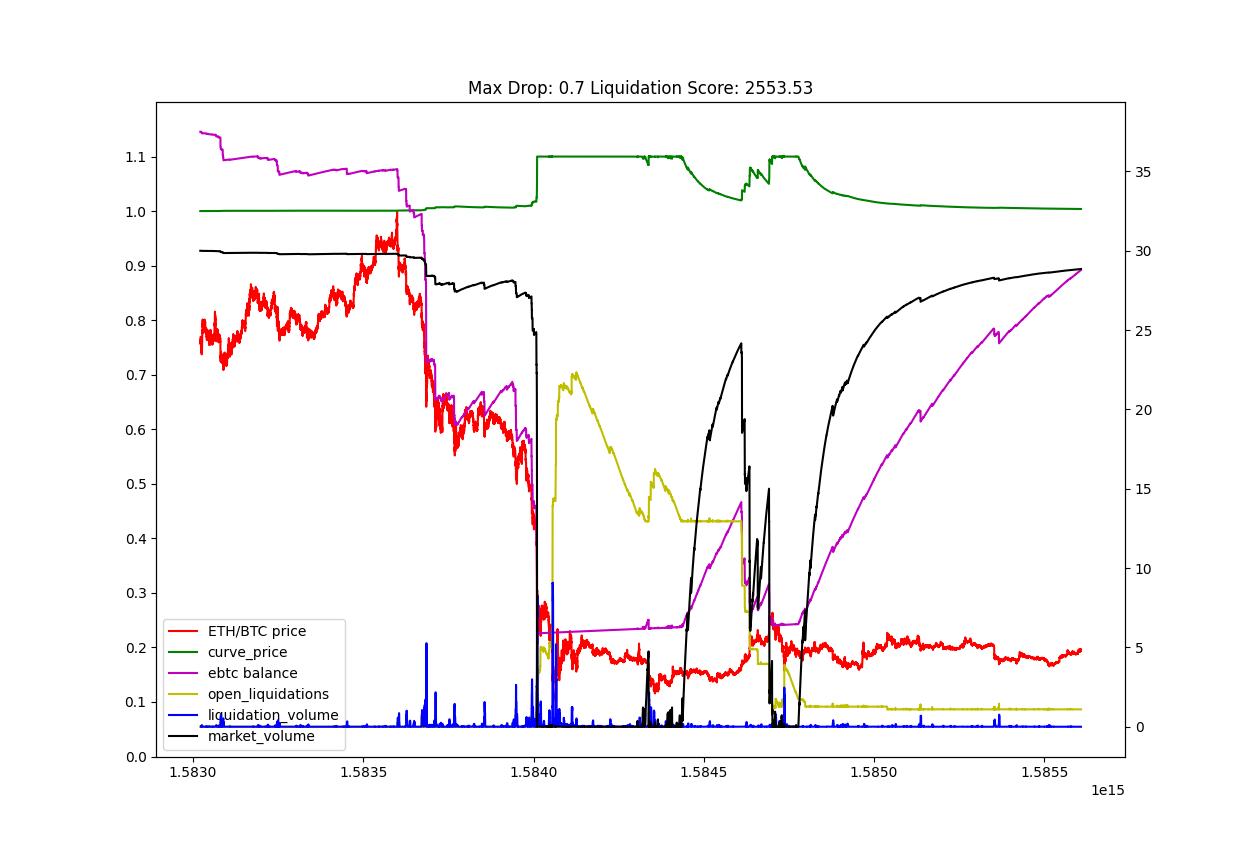 Max Drop: 0.7 Liquidation Score: 2553.53
1.1
1.0
0.9
0.8
0.7
0.6
0.5
0.4
0.3
0.2
0.1
0.0
35
30
25
20
15
10
5
0
ETH/BTC price
curve_price
ebtc balance
open_liquidations
liquidation_volume
market_volume
1.5830 1.5835 1.5840 1.5845 1.5850 1.5855
1e15